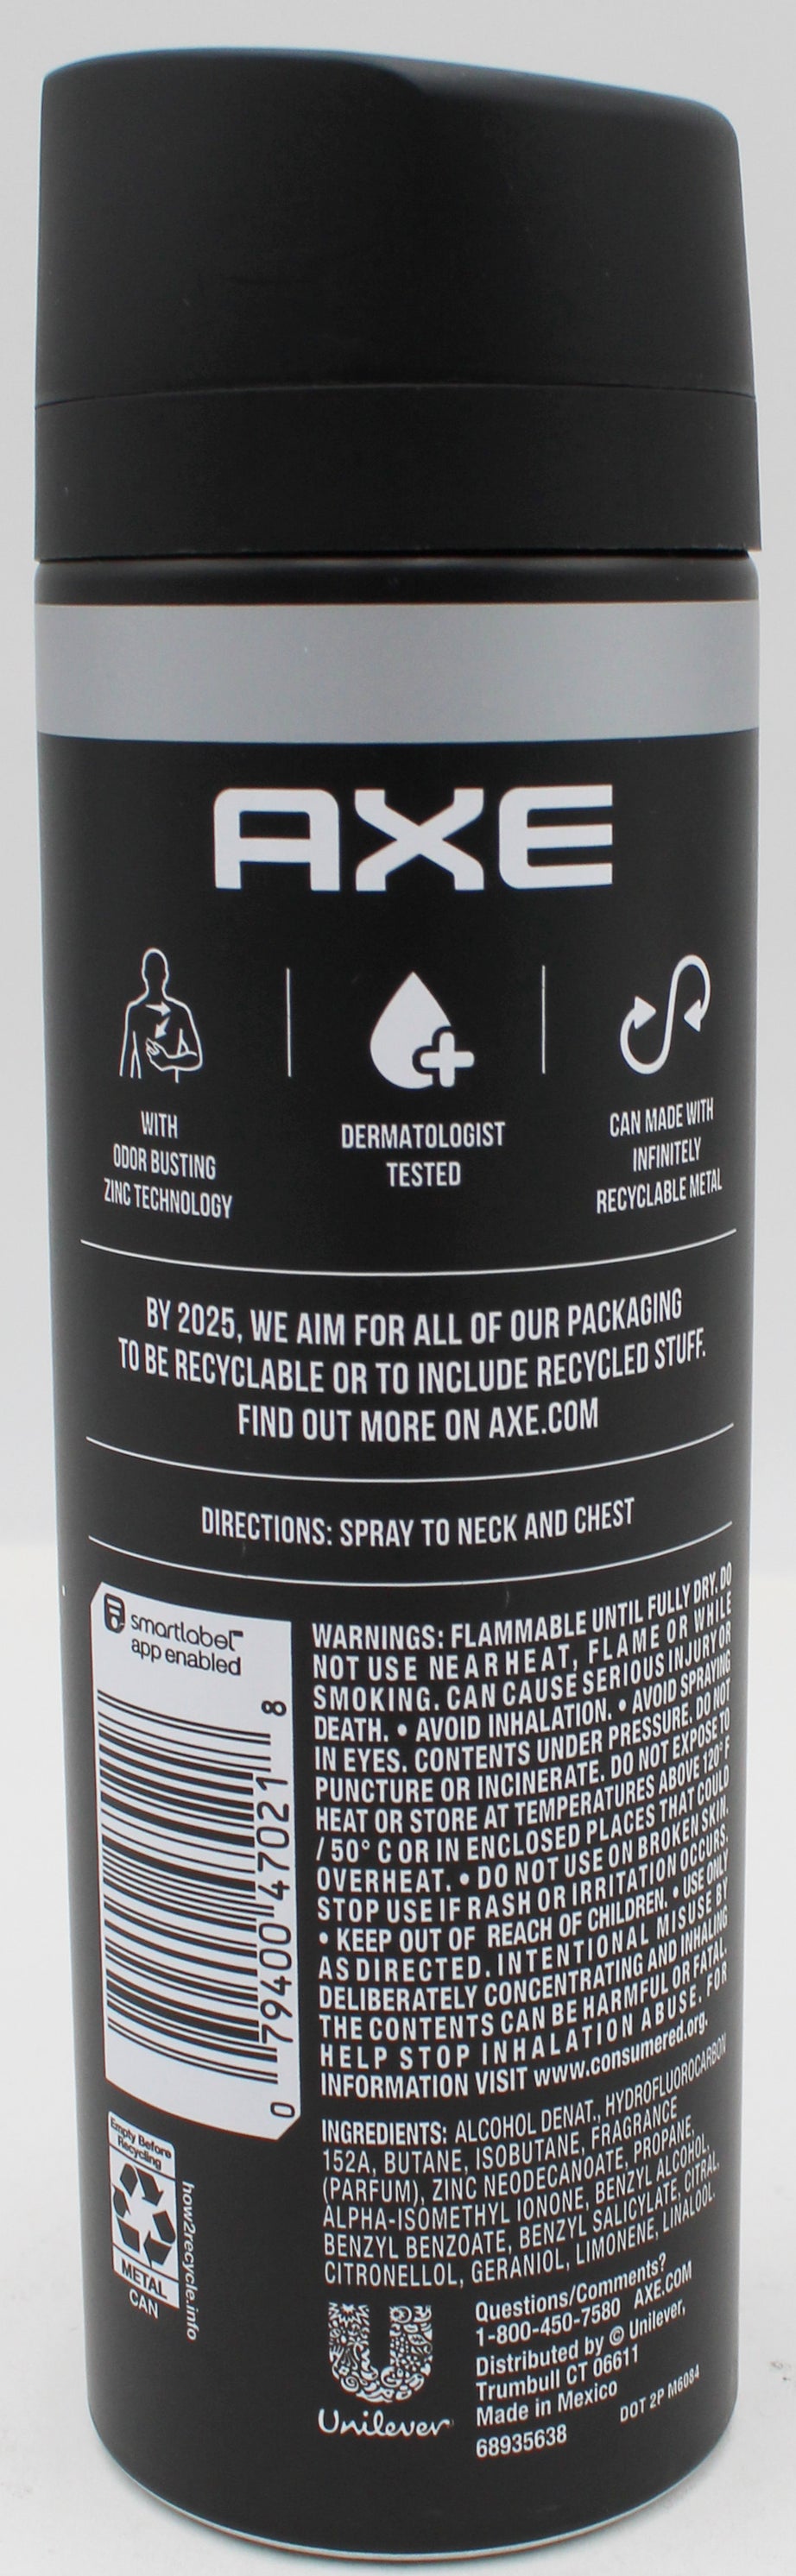 AXE
WITH
ODOR BUSTING
ZINC TECHNOLOGY
DERMATOLOGIST
TESTED
CAN MADE WITH
INFINITELY
RECYCLABLE METAL
BY 2025, WE AIM FOR ALL OF OUR PACKAGING
TO BE RECYCLABLE OR TO INCLUDE RECYCLED STUFF.
FIND OUT MORE ON AXE.COM
DIRECTIONS: SPRAY TO NECK AND CHEST
smartlabel™
app enabled
0 79400 47021 8
WARNINGS: FLAMMABLE UNTIL FULLY DRY. DO
NOT USE NEAR HEAT, FLAME OR WHILE
SMOKING. CAN CAUSE SERIOUS INJURY OR
DEATH. • AVOID INHALATION. • AVOID SPRAYING
IN EYES. CONTENTS UNDER PRESSURE. DO NOT
PUNCTURE OR INCINERATE. DO NOT EXPOSE TO
HEAT OR STORE AT TEMPERATURES ABOVE 120° F
/ 50° C OR IN ENCLOSED PLACES THAT COULD
OVERHEAT. • DO NOT USE ON BROKEN SKIN.
STOP USE IF RASH OR IRRITATION OCCURS.
• KEEP OUT OF REACH OF CHILDREN. • USE ONLY
AS DIRECTED. INTENTIONAL MISUSE BY
DELIBERATELY CONCENTRATING AND INHALING
THE CONTENTS CAN BE HARMFUL OR FATAL.
HELP STOP INHALATION ABUSE. FOR
INFORMATION VISIT www.consumered.org.
INGREDIENTS: ALCOHOL DENAT., HYDROFLUOROCARBON
152A, BUTANE, ISOBUTANE, FRAGRANCE
(PARFUM), ZINC NEODECANOATE, PROPANE,
ALPHA-ISOMETHYL IONONE, BENZYL ALCOHOL,
BENZYL BENZOATE, BENZYL SALICYLATE, CITRAL,
CITRONELLOL, GERANIOL, LIMONENE, LINALOOL.
Empty Before
Recycling
METAL
CAN
how2recycle.info
Unilever
Questions/Comments?
1-800-450-7580 AXE.COM
Distributed by © Unilever,
Trumbull CT 06611
Made in Mexico
68935638
DOT 2P M6084